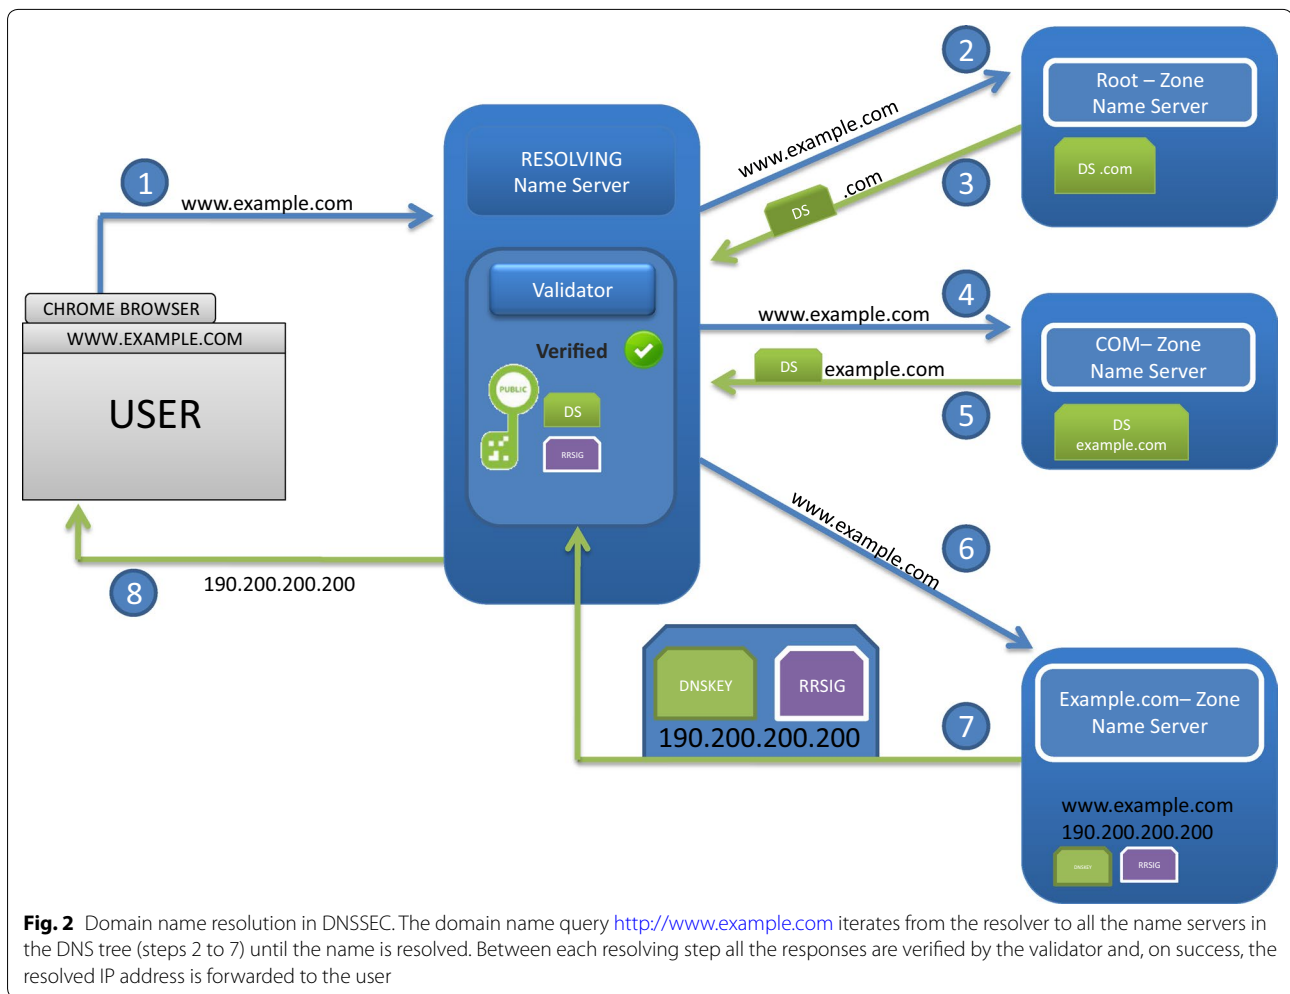 1
www.example.com
CHROME BROWSER
WWW.EXAMPLE.COM
USER
8
190.200.200.200
RESOLVING
Name Server
Validator
Verified
PUBLIC
DS
RRSIG
2
www.example.com
Root – Zone
Name Server
DS .com
3
DS .com
4
www.example.com
COM– Zone
Name Server
DS example.com
5
DS
example.com
6
www.example.com
DNSKEY
RRSIG
190.200.200.200
7
Example.com– Zone
Name Server
www.example.com
190.200.200.200
DNSKEY
RRSIG
Fig. 2 Domain name resolution in DNSSEC. The domain name query http://www.example.com iterates from the resolver to all the name servers in
the DNS tree (steps 2 to 7) until the name is resolved. Between each resolving step all the responses are verified by the validator and, on success, the
resolved IP address is forwarded to the user